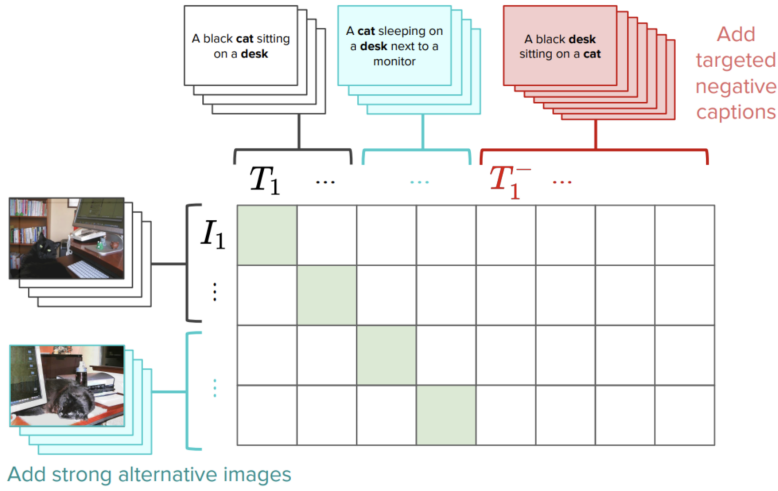 A black cat sitting
on a desk
A cat sleeping on
a desk next to a
monitor
A black desk
sitting on a cat
Add
targeted
negative
captions
T₁ ... ... T₁⁻ ...
I₁
⋮
⋮
Add strong alternative images